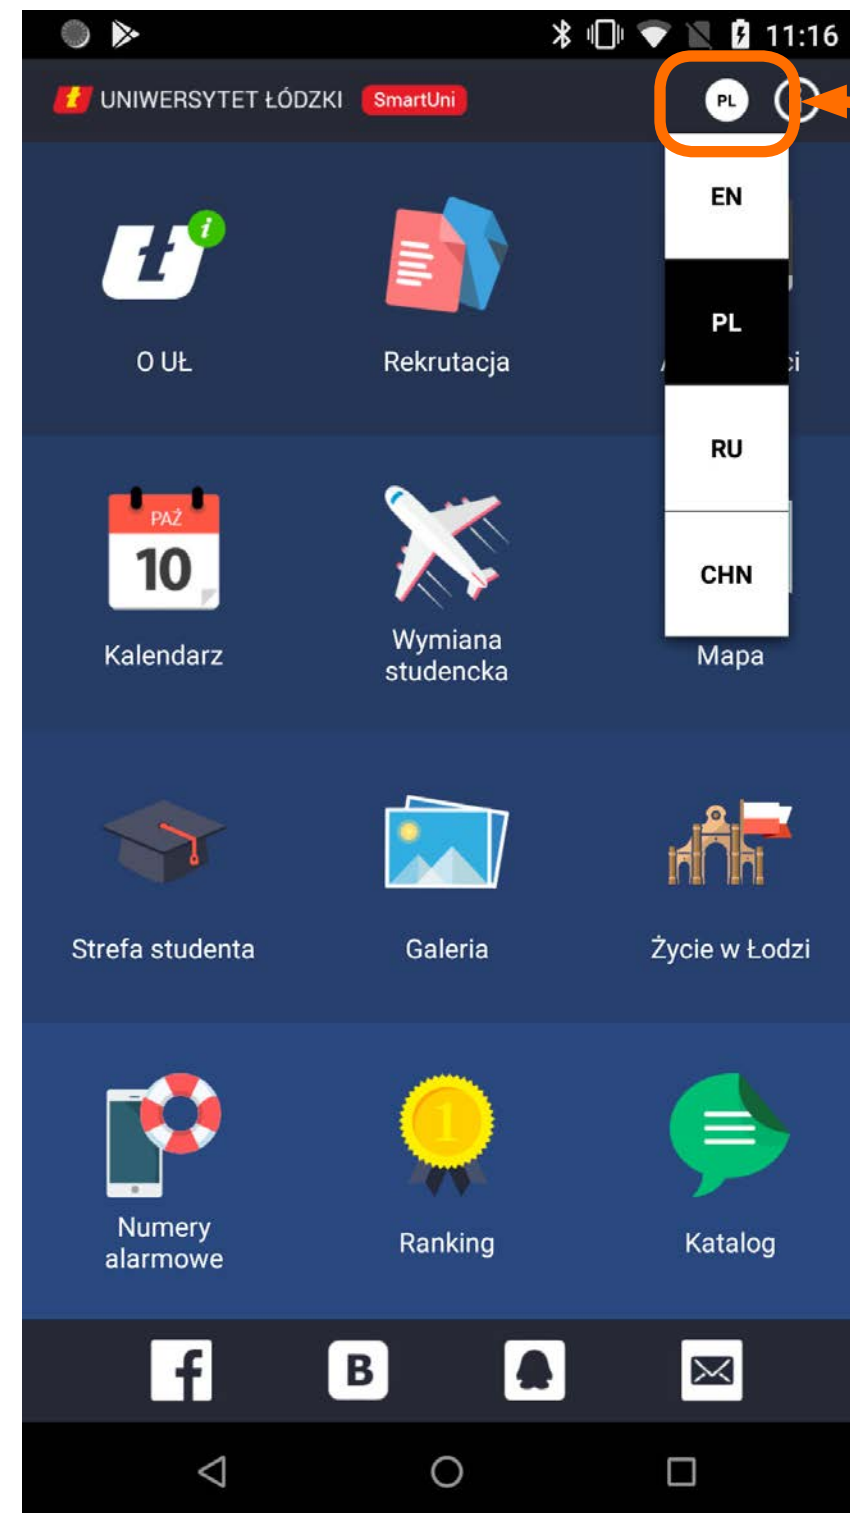 11:16
UNIWERSYTET ŁÓDZKI SmartUni PL
EN
PL
RU
CHN
O UŁ
Rekrutacja
PAŹ
10
Kalendarz
Wymiana
studencka
Mapa
Strefa studenta
Galeria
Życie w Łodzi
Numery
alarmowe
1
Ranking
Katalog
f
B